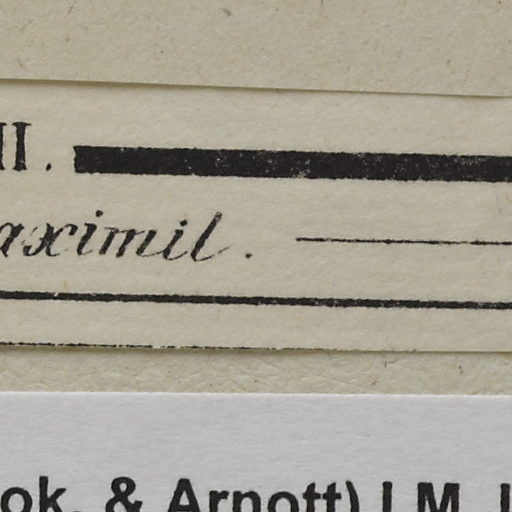 II.
aximil.
ok. & Arnott) I.M. J